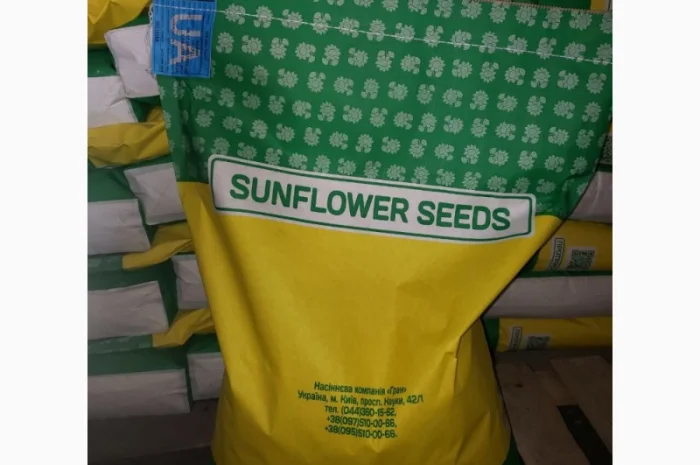 UA
SUNFLOWER SEEDS
Насіннєва компанія «Гран»
Україна, м. Київ, просп. Науки, 42/1
тел. (044)360-15-62,
+38(097)510-00-66,
+38(095)510-00-66.